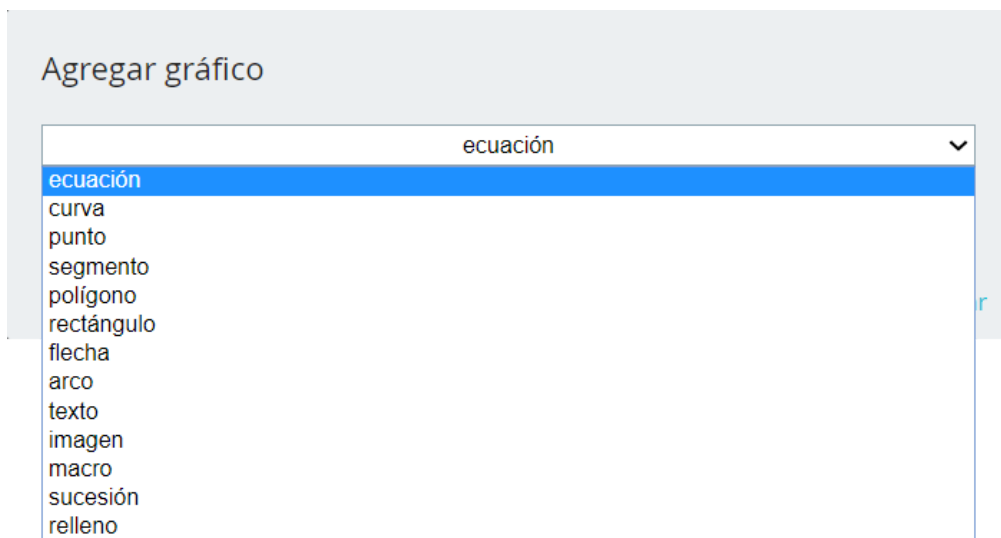 Agregar gráfico
ecuación
ecuación
curva
punto
segmento
polígono
rectángulo
flecha
arco
texto
imagen
macro
sucesión
relleno